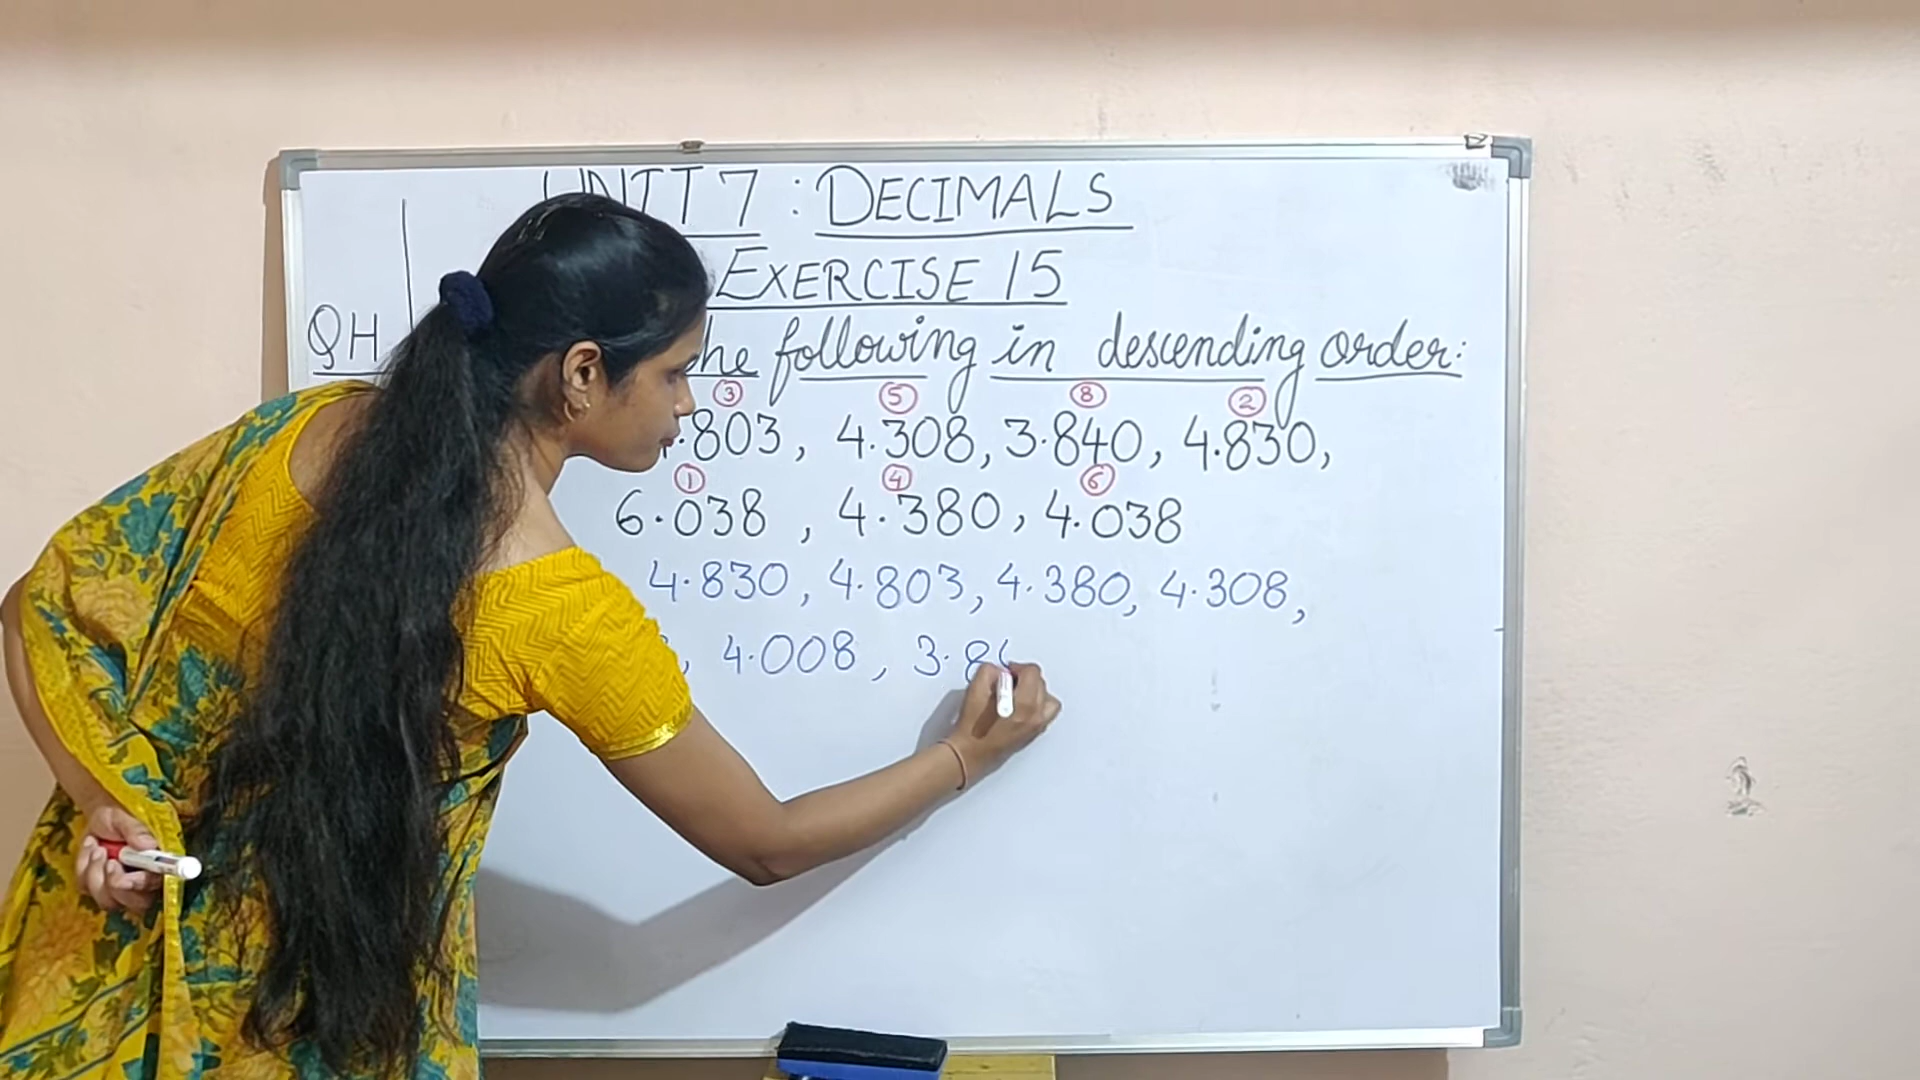 UNIT 7 : DECIMALS
EXERCISE 15
QH the following in descending order:
3 5 8 2
.803, 4.308, 3.840, 4.830,
1 4 6
6.038 , 4.380, 4.038
4.830, 4.803, 4.380, 4.308,
, 4.008, 3.8